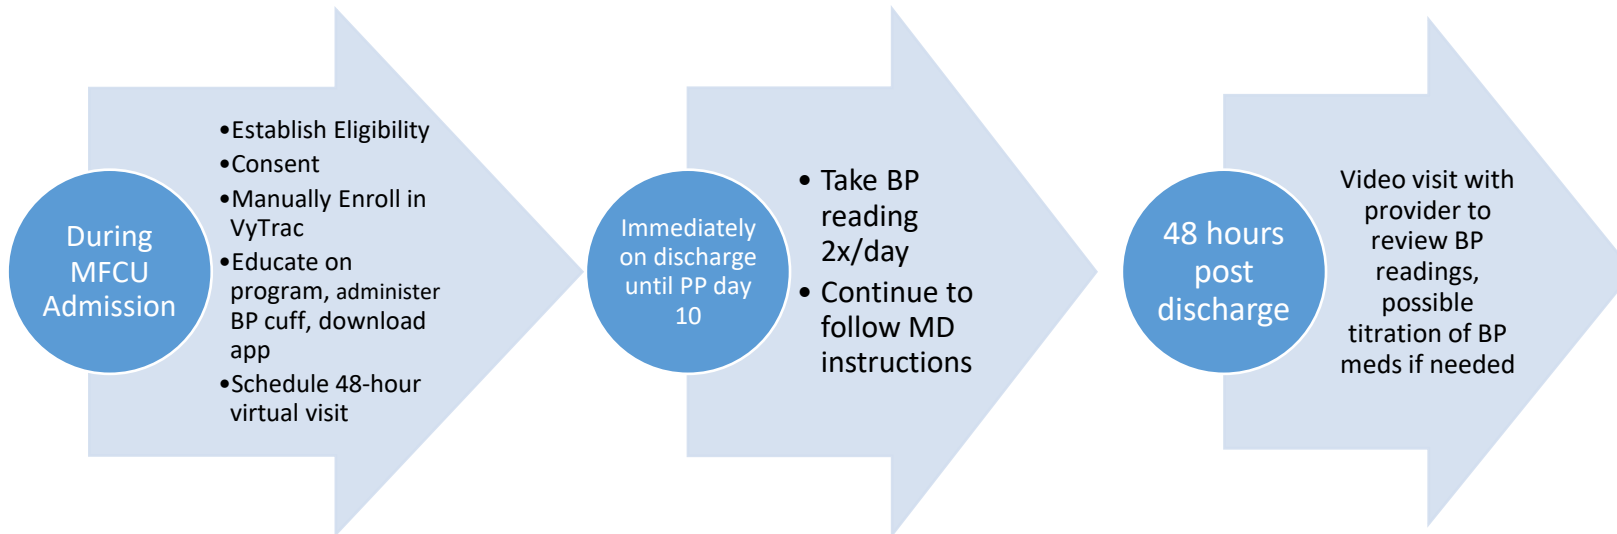 During
MFCU
Admission
•Establish Eligibility
•Consent
•Manually Enroll in
VyTrac
•Educate on
program, administer
BP cuff, download
app
•Schedule 48-hour
virtual visit
Immediately
on discharge
until PP day
10
• Take BP
reading
2x/day
• Continue to
follow MD
instructions
48 hours
post
discharge
Video visit with
provider to
review BP
readings,
possible
titration of BP
meds if needed